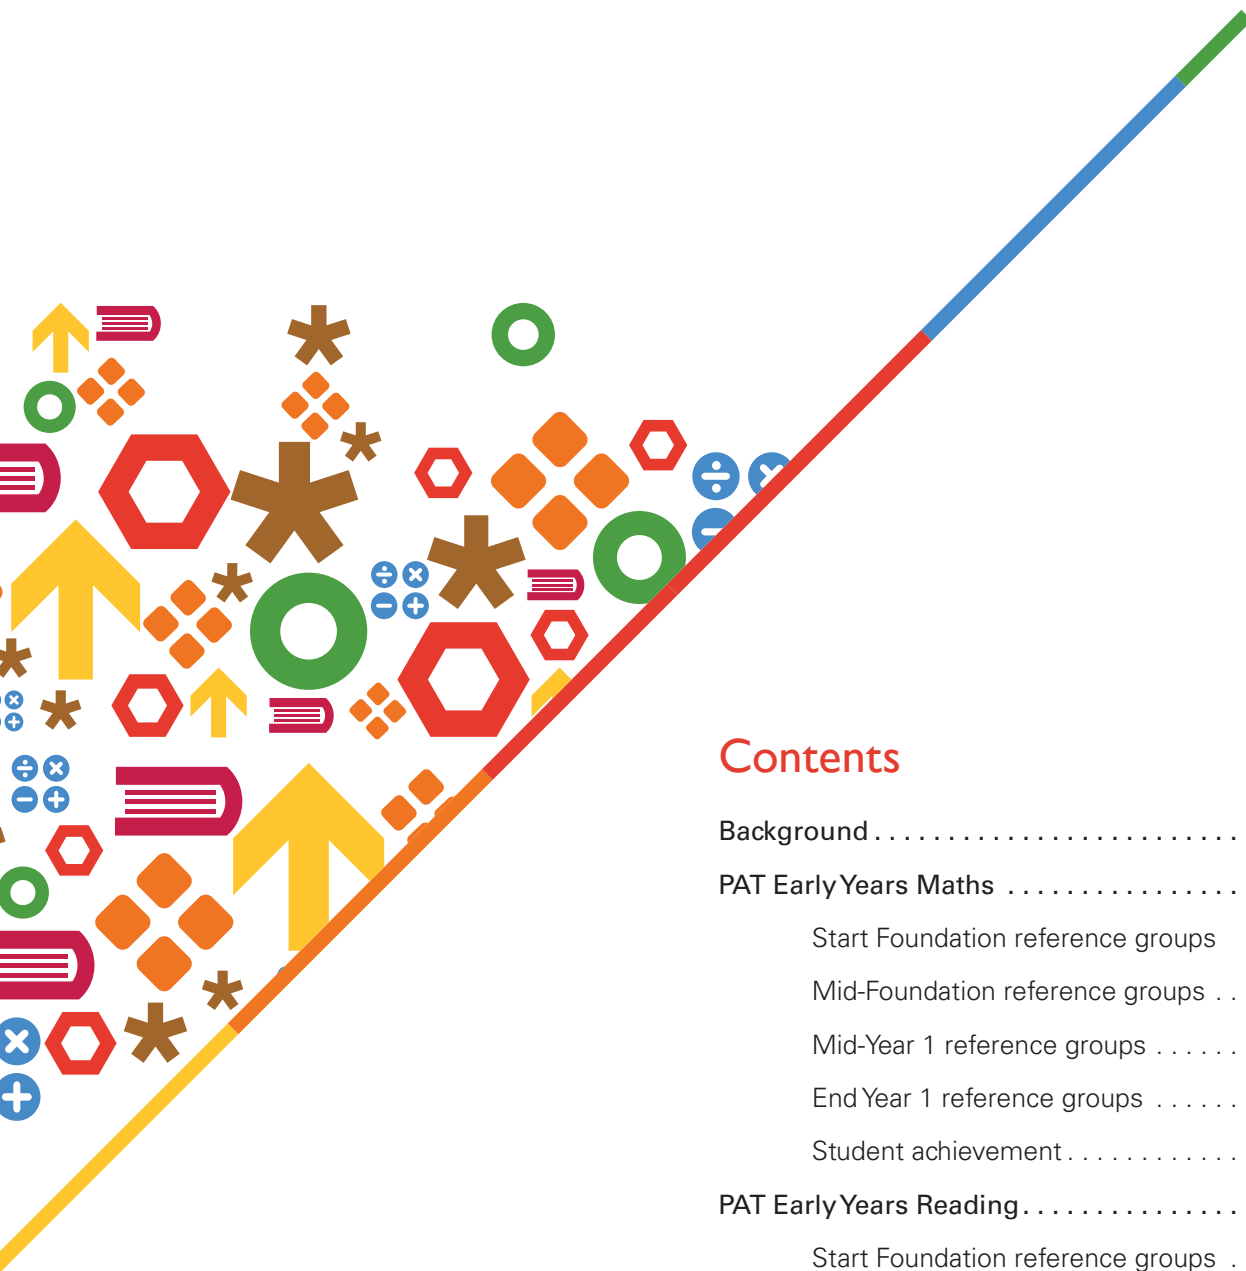 Contents
Background . . . . . . . . . . . . . . . . . . . . . . . . .
PAT Early Years Maths . . . . . . . . . . . . . . . .
Start Foundation reference groups
Mid-Foundation reference groups . .
Mid-Year 1 reference groups . . . . . .
End Year 1 reference groups . . . . . .
Student achievement . . . . . . . . . . . .
PAT Early Years Reading . . . . . . . . . . . . . . .
Start Foundation reference groups .